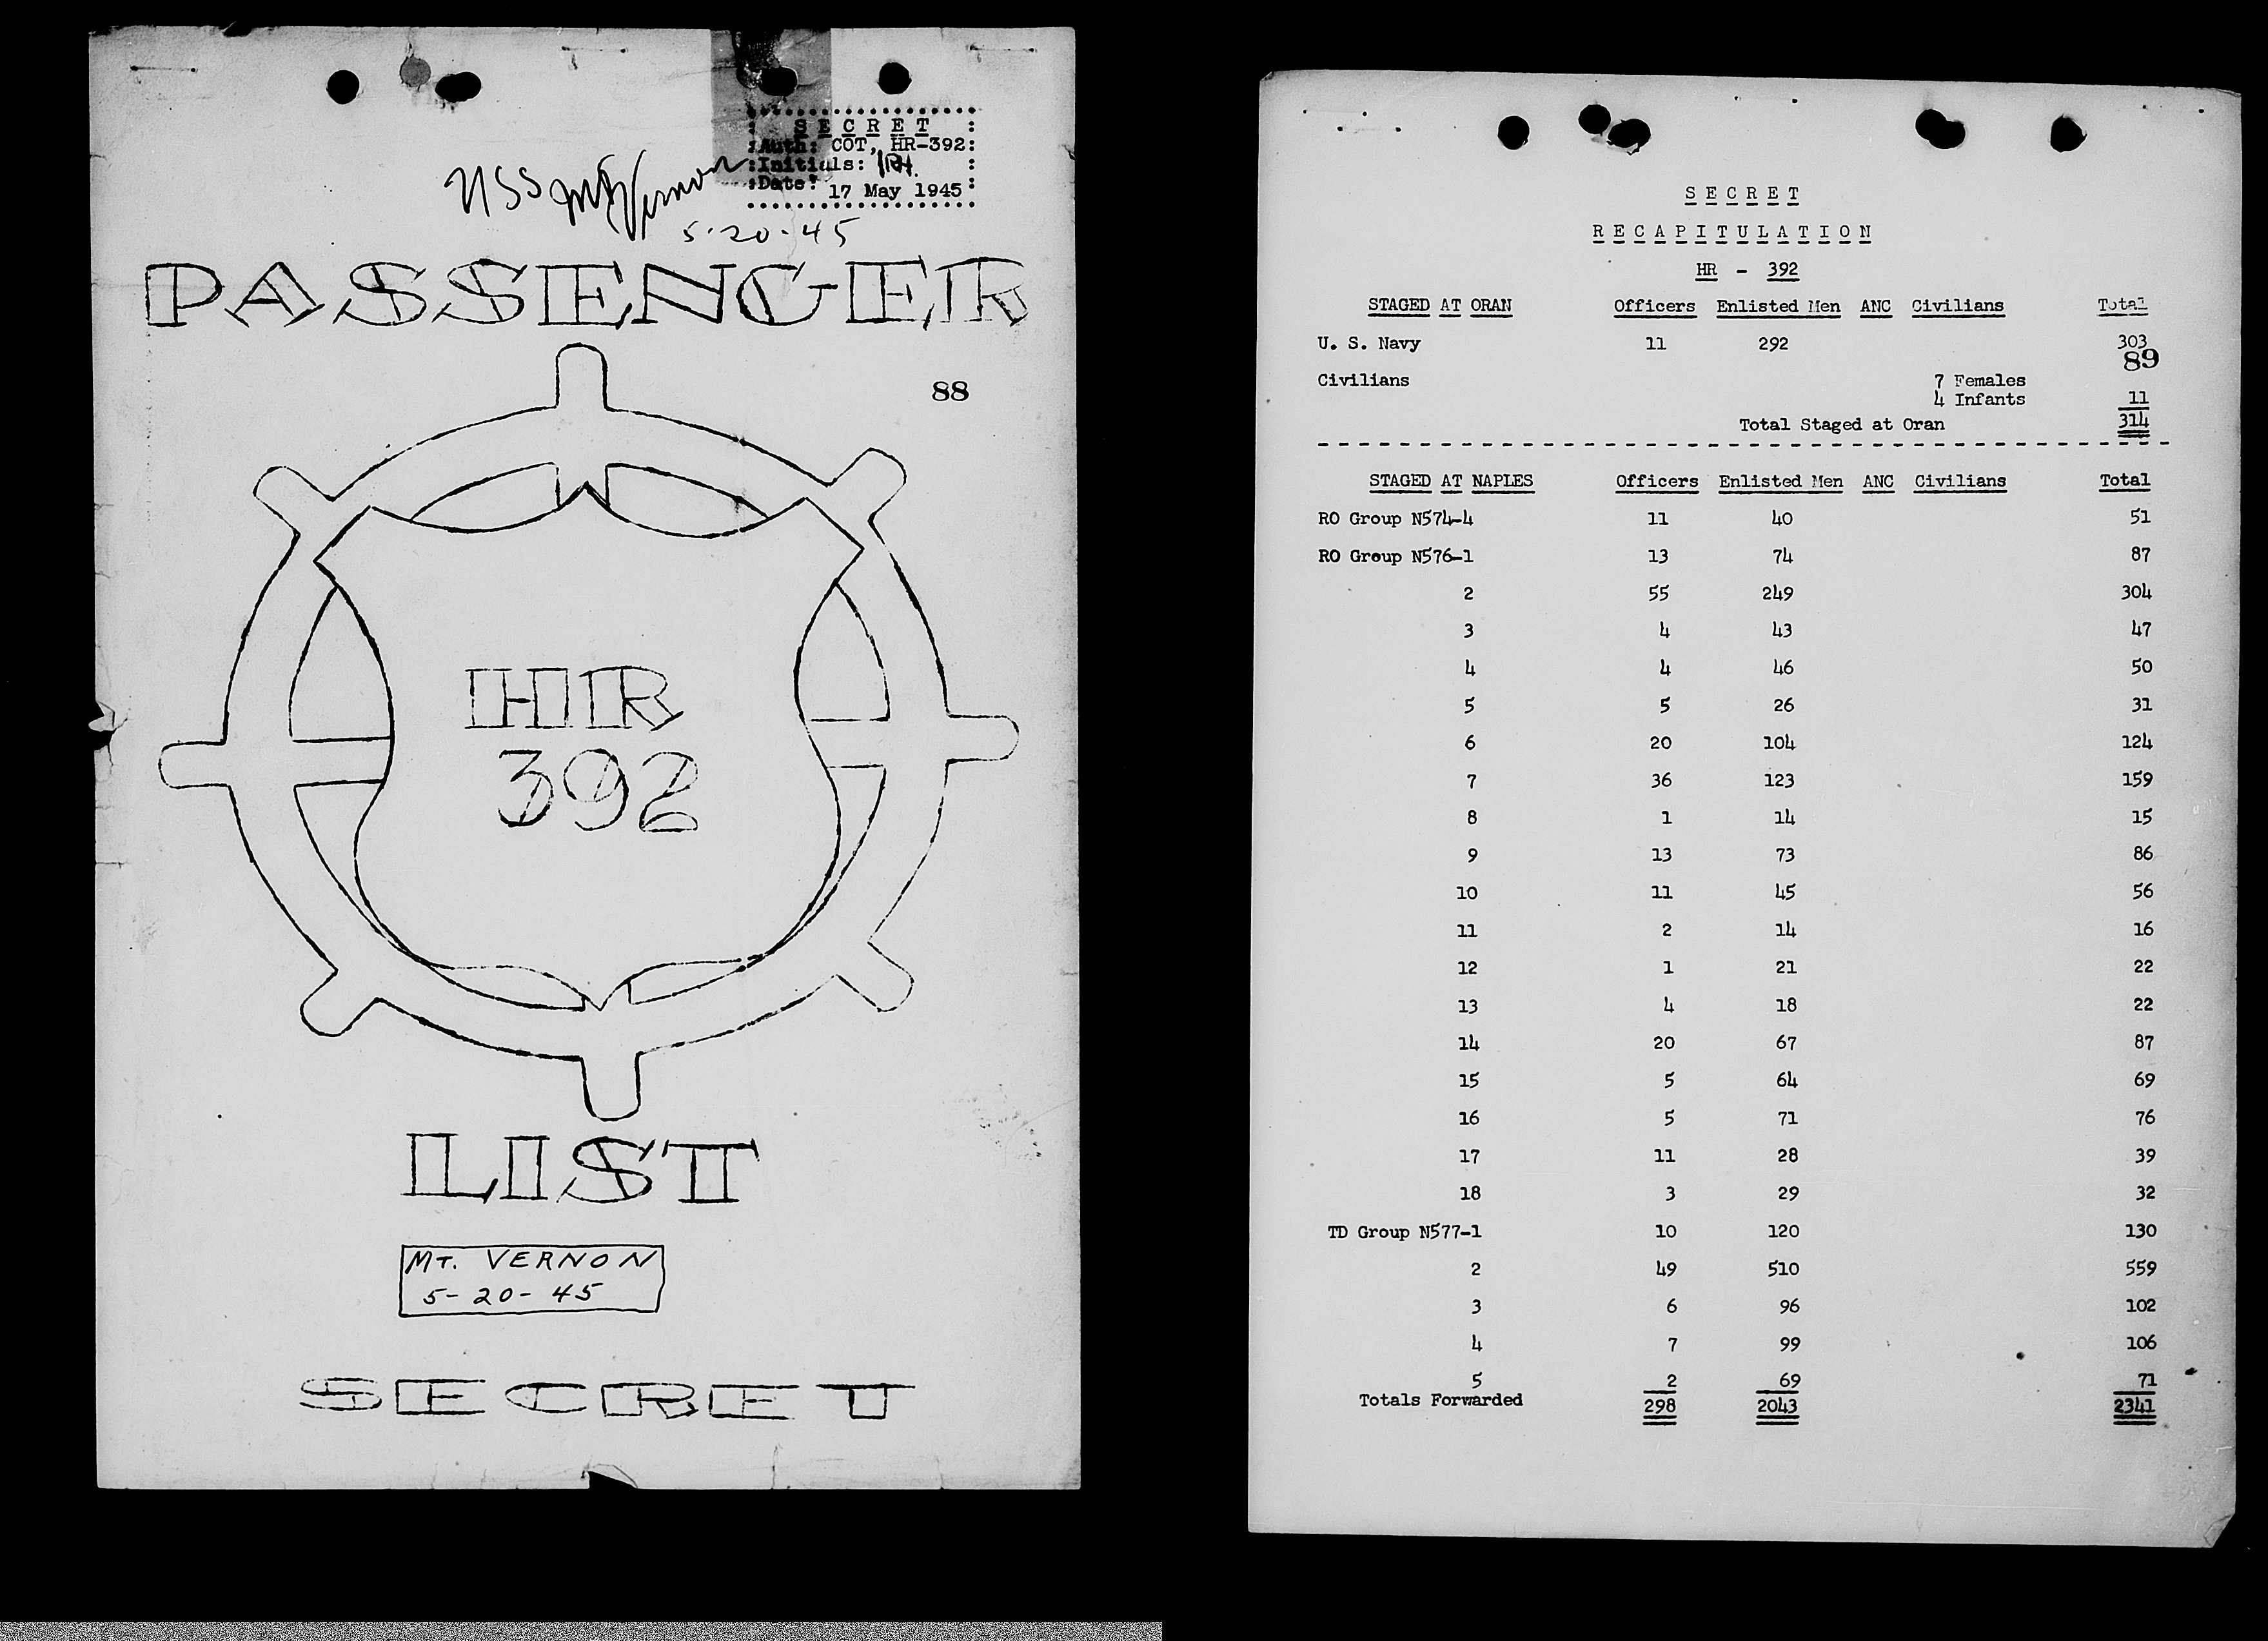 S E C R E T
Auth: COT, HR-392:
Initials:
Date: 17 May 1945
USS Mt Vernon
5-20-45
PASSENGER
88
HR
392
LIST
MT. VERNON
5-20-45
SECRET
S E C R E T
R E C A P I T U L A T I O N
HR - 392
STAGED AT ORAN Officers Enlisted Men ANC Civilians Total
U. S. Navy 11 292 303
89
Civilians 7 Females
4 Infants 11
Total Staged at Oran 314
STAGED AT NAPLES Officers Enlisted Men ANC Civilians Total
RO Group N574-4 11 40 51
RO Group N576-1 13 74 87
2 55 249 304
3 4 43 47
4 4 46 50
5 5 26 31
6 20 104 124
7 36 123 159
8 1 14 15
9 13 73 86
10 11 45 56
11 2 14 16
12 1 21 22
13 4 18 22
14 20 67 87
15 5 64 69
16 5 71 76
17 11 28 39
18 3 29 32
TD Group N577-1 10 120 130
2 49 510 559
3 6 96 102
4 7 99 106
5 2 69 71
Totals Forwarded 298 2043 2341